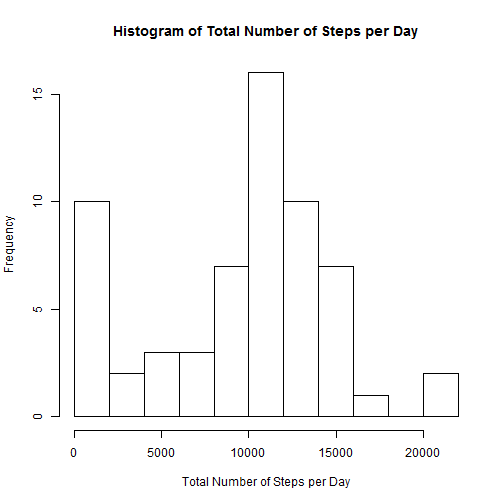 Histogram of Total Number of Steps per Day
Frequency
15
10
5
0
0 5000 10000 15000 20000
Total Number of Steps per Day